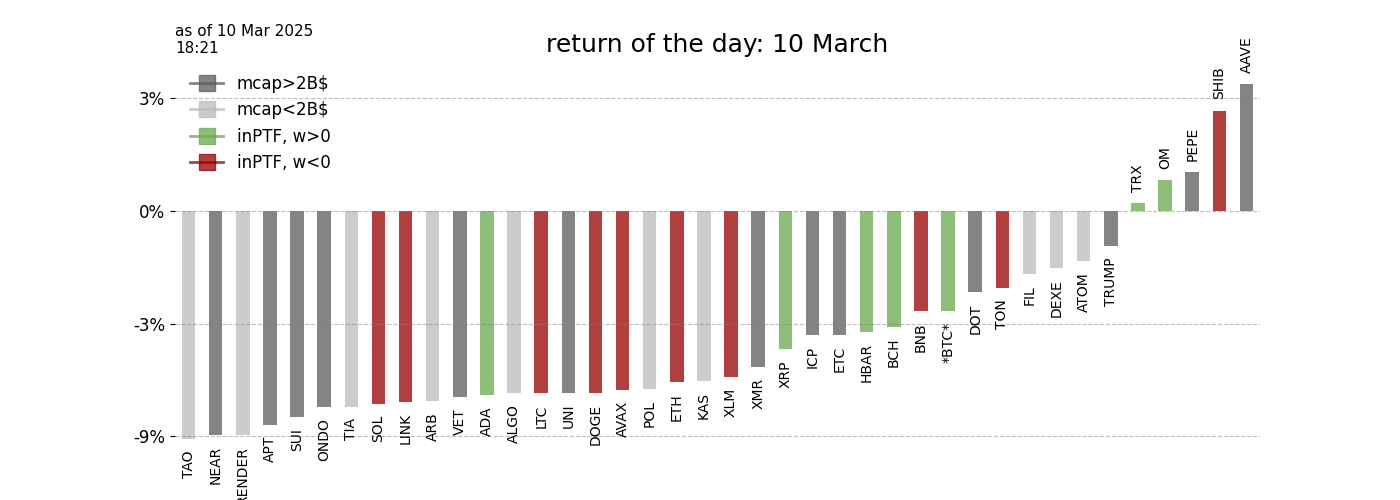 as of 10 Mar 2025
18:21
return of the day: 10 March
mcap>2B$
mcap<2B$
inPTF, w>0
inPTF, w<0
3%
0%
-3%
-9%
TAO
NEAR
RENDER
APT
SUI
ONDO
TIA
SOL
LINK
ARB
VET
ADA
ALGO
LTC
UNI
DOGE
AVAX
POL
ETH
KAS
XLM
XMR
XRP
ICP
ETC
HBAR
BCH
BNB
*BTC*
DOT
TON
FIL
DEXE
ATOM
TRUMP
TRX
OM
PEPE
SHIB
AAVE